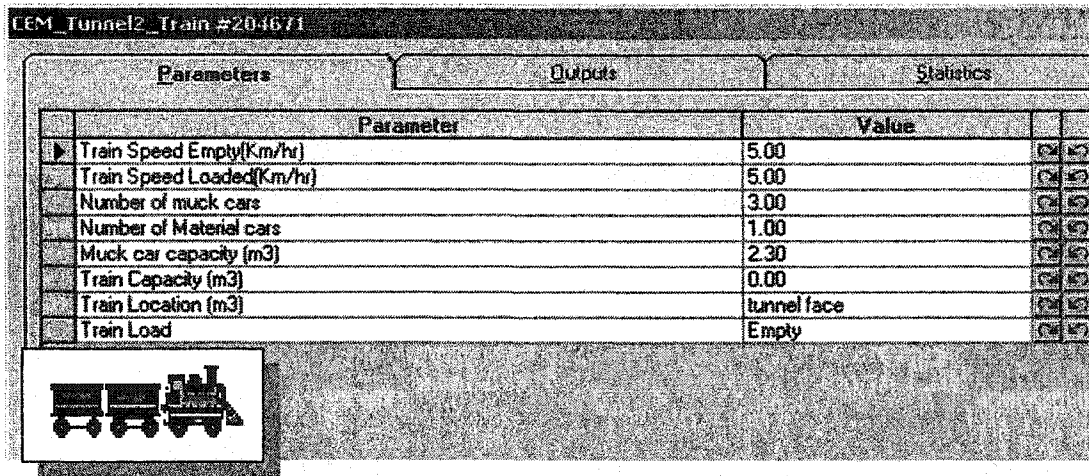 CEM_Tunnel2_Train #204671
Parameters Outputs Statistics
Parameter Value
Train Speed Empty(Km/hr) 5.00
Train Speed Loaded(Km/hr) 5.00
Number of muck cars 3.00
Number of Material cars 1.00
Muck car capacity (m3) 2.30
Train Capacity (m3) 0.00
Train Location (m3) tunnel face
Train Load Empty